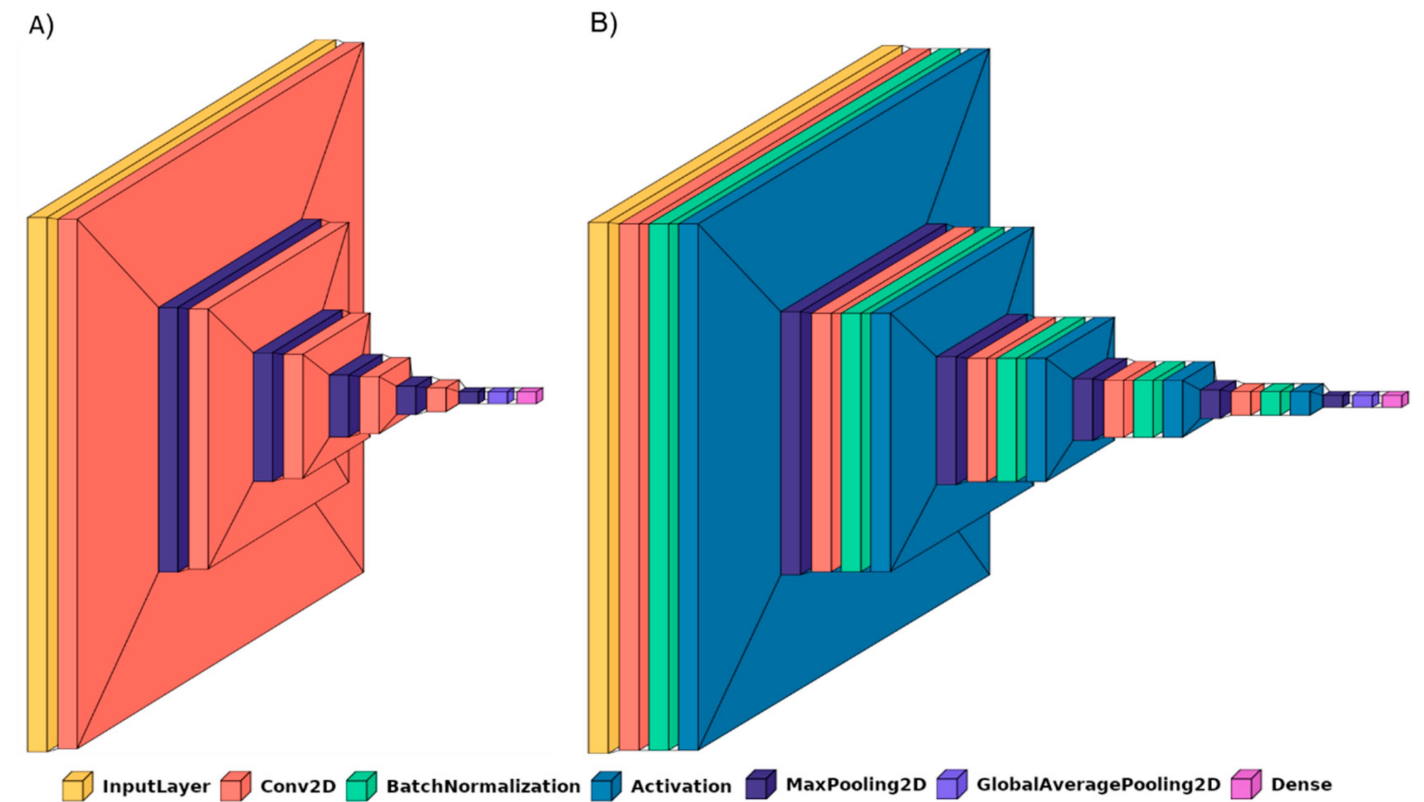 A)
B)
InputLayer Conv2D BatchNormalization Activation MaxPooling2D GlobalAveragePooling2D Dense